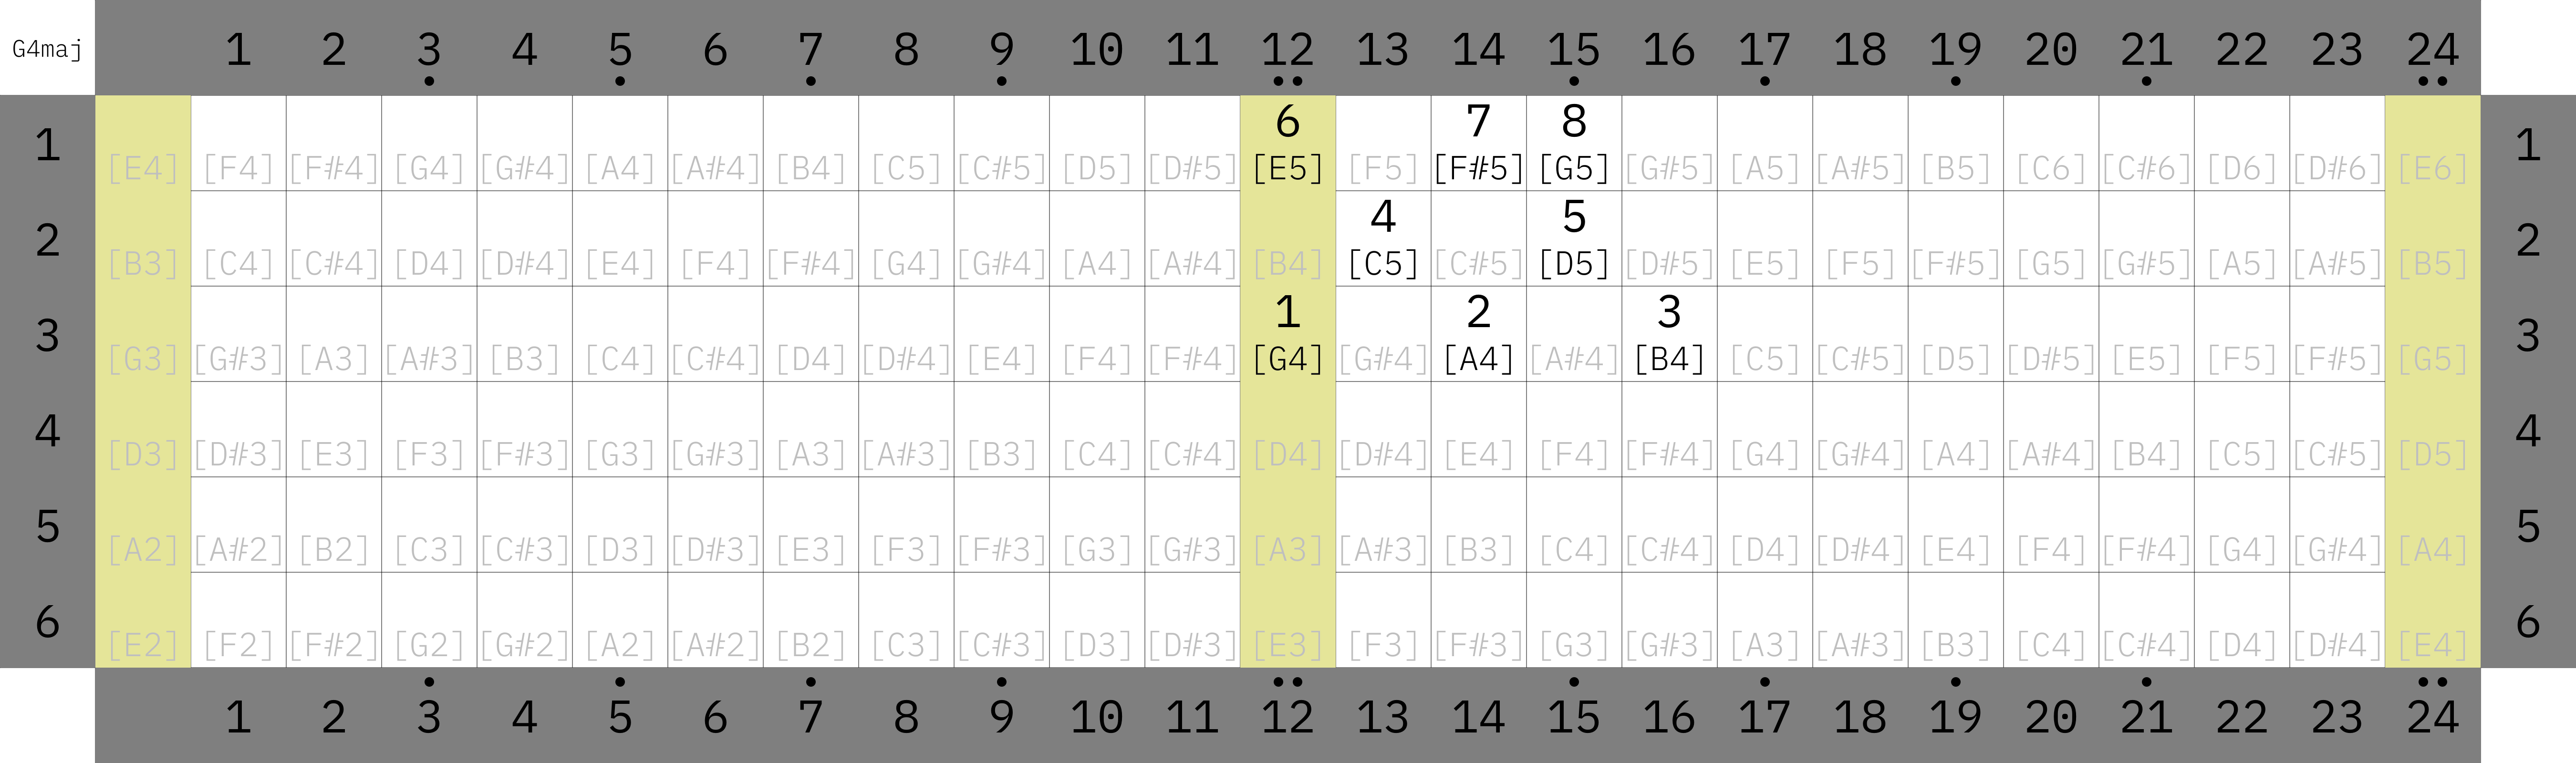 G4maj 1 2 3 4 5 6 7 8 9 10 11 12 13 14 15 16 17 18 19 20 21 22 23 24
6 7 8
1 [E4] [F4] [F#4] [G4] [G#4] [A4] [A#4] [B4] [C5] [C#5] [D5] [D#5] [E5] [F5] [F#5] [G5] [G#5] [A5] [A#5] [B5] [C6] [C#6] [D6] [D#6] [E6] 1
4 5
2 [B3] [C4] [C#4] [D4] [D#4] [E4] [F4] [F#4] [G4] [G#4] [A4] [A#4] [B4] [C5] [C#5] [D5] [D#5] [E5] [F5] [F#5] [G5] [G#5] [A5] [A#5] [B5] 2
1 2 3
3 [G3] [G#3] [A3] [A#3] [B3] [C4] [C#4] [D4] [D#4] [E4] [F4] [F#4] [G4] [G#4] [A4] [A#4] [B4] [C5] [C#5] [D5] [D#5] [E5] [F5] [F#5] [G5] 3
4 [D3] [D#3] [E3] [F3] [F#3] [G3] [G#3] [A3] [A#3] [B3] [C4] [C#4] [D4] [D#4] [E4] [F4] [F#4] [G4] [G#4] [A4] [A#4] [B4] [C5] [C#5] [D5] 4
5 [A2] [A#2] [B2] [C3] [C#3] [D3] [D#3] [E3] [F3] [F#3] [G3] [G#3] [A3] [A#3] [B3] [C4] [C#4] [D4] [D#4] [E4] [F4] [F#4] [G4] [G#4] [A4] 5
6 [E2] [F2] [F#2] [G2] [G#2] [A2] [A#2] [B2] [C3] [C#3] [D3] [D#3] [E3] [F3] [F#3] [G3] [G#3] [A3] [A#3] [B3] [C4] [C#4] [D4] [D#4] [E4] 6
1 2 3 4 5 6 7 8 9 10 11 12 13 14 15 16 17 18 19 20 21 22 23 24